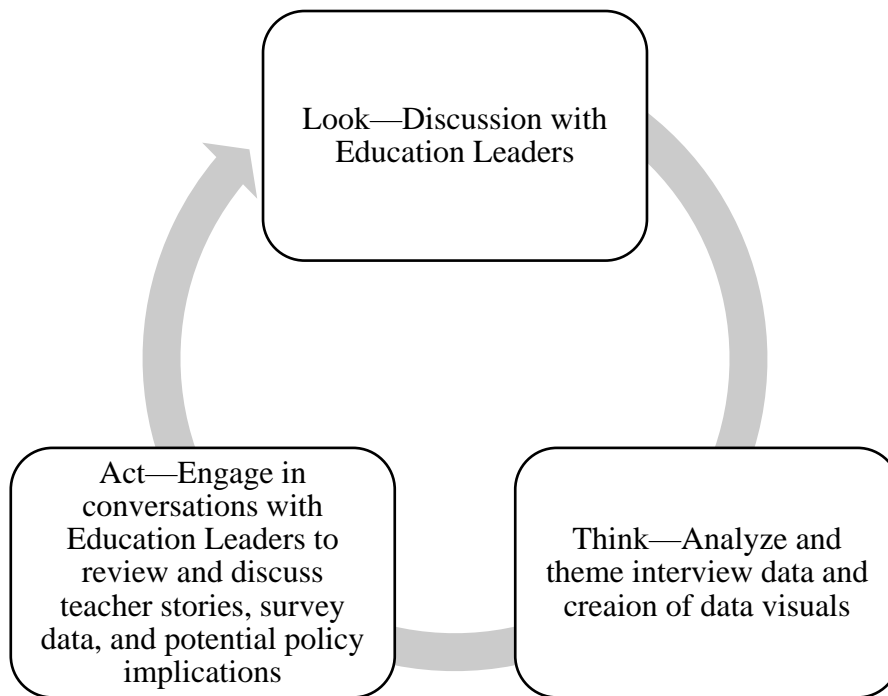 Look—Discussion with
Education Leaders
Think—Analyze and
theme interview data and
creaion of data visuals
Act—Engage in
conversations with
Education Leaders to
review and discuss
teacher stories, survey
data, and potential policy
implications